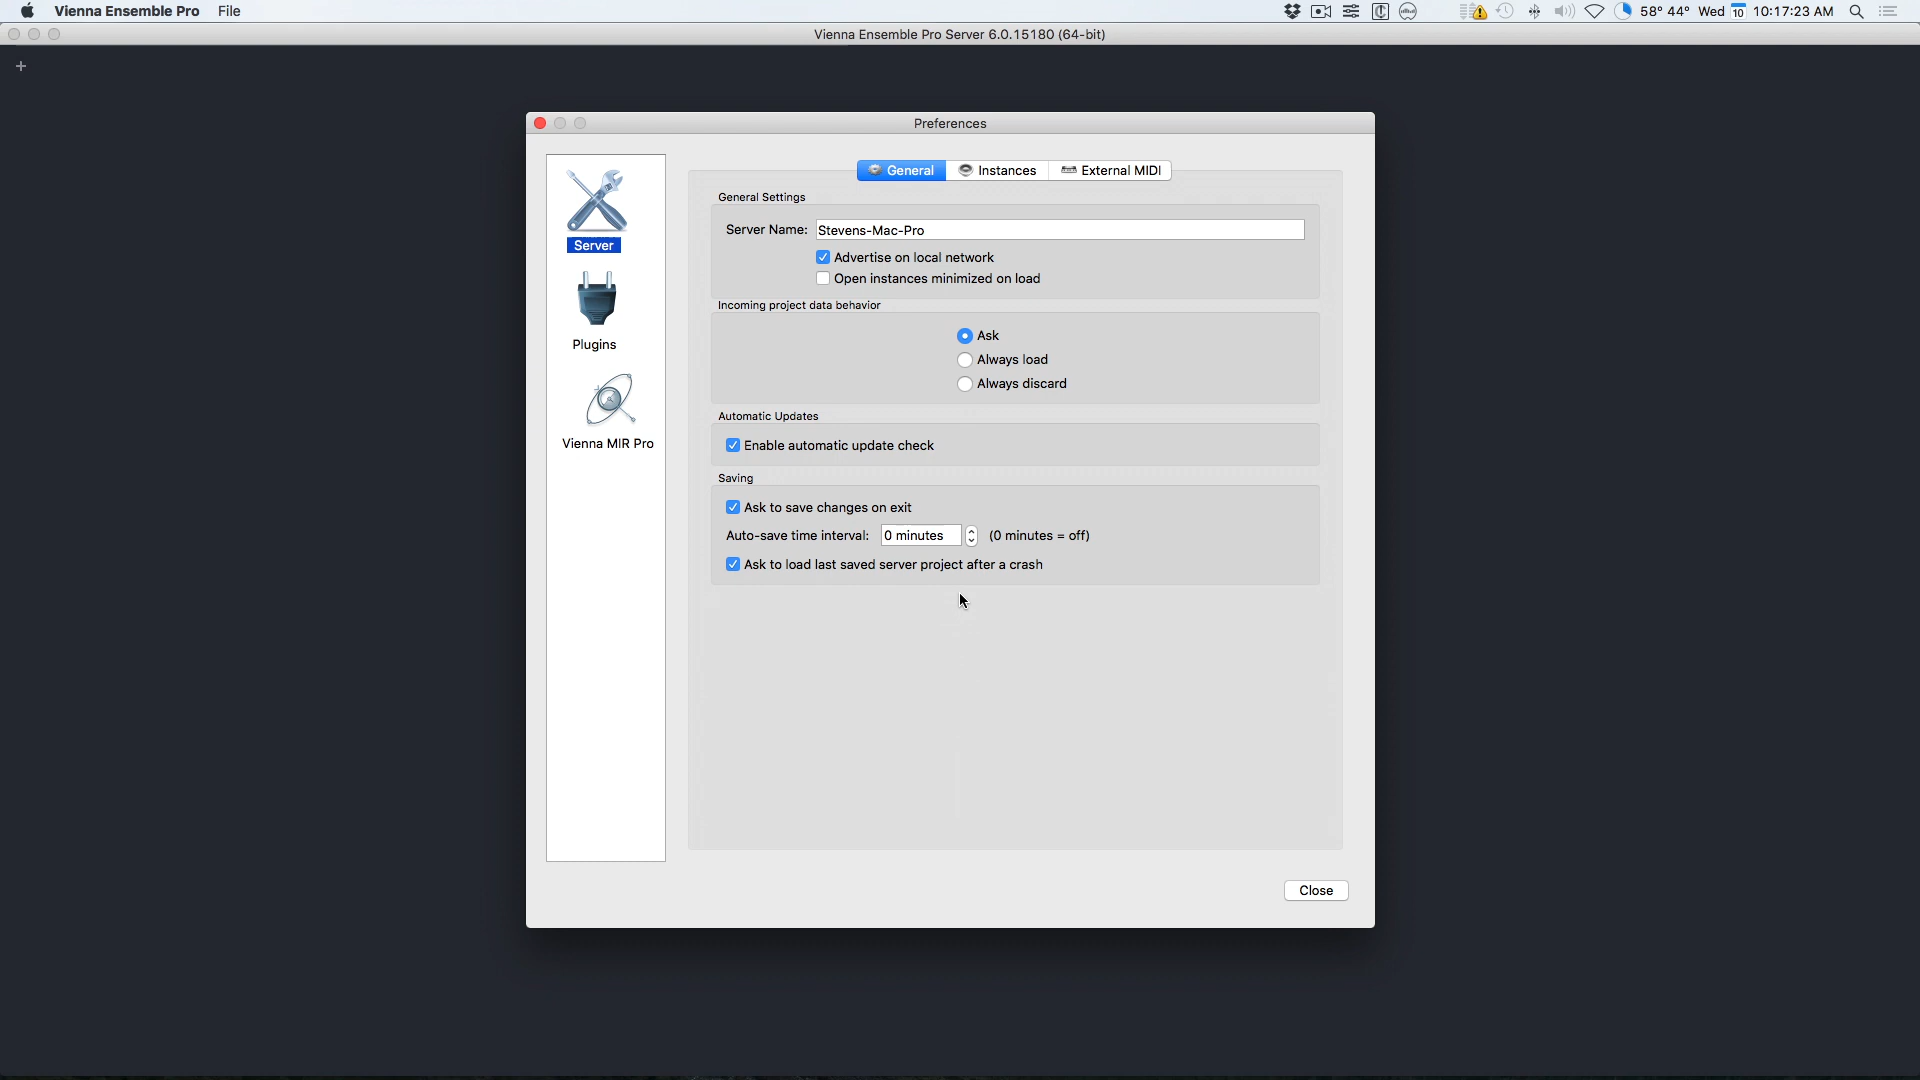 Vienna Ensemble Pro File
58° 44° Wed 10 10:17:23 AM
Vienna Ensemble Pro Server 6.0.15180 (64-bit)
+
Preferences
Server
Plugins
Vienna MIR Pro
General Instances External MIDI
General Settings
Server Name: Stevens-Mac-Pro
Advertise on local network
Open instances minimized on load
Incoming project data behavior
Ask
Always load
Always discard
Automatic Updates
Enable automatic update check
Saving
Ask to save changes on exit
Auto-save time interval: 0 minutes (0 minutes = off)
Ask to load last saved server project after a crash
Close